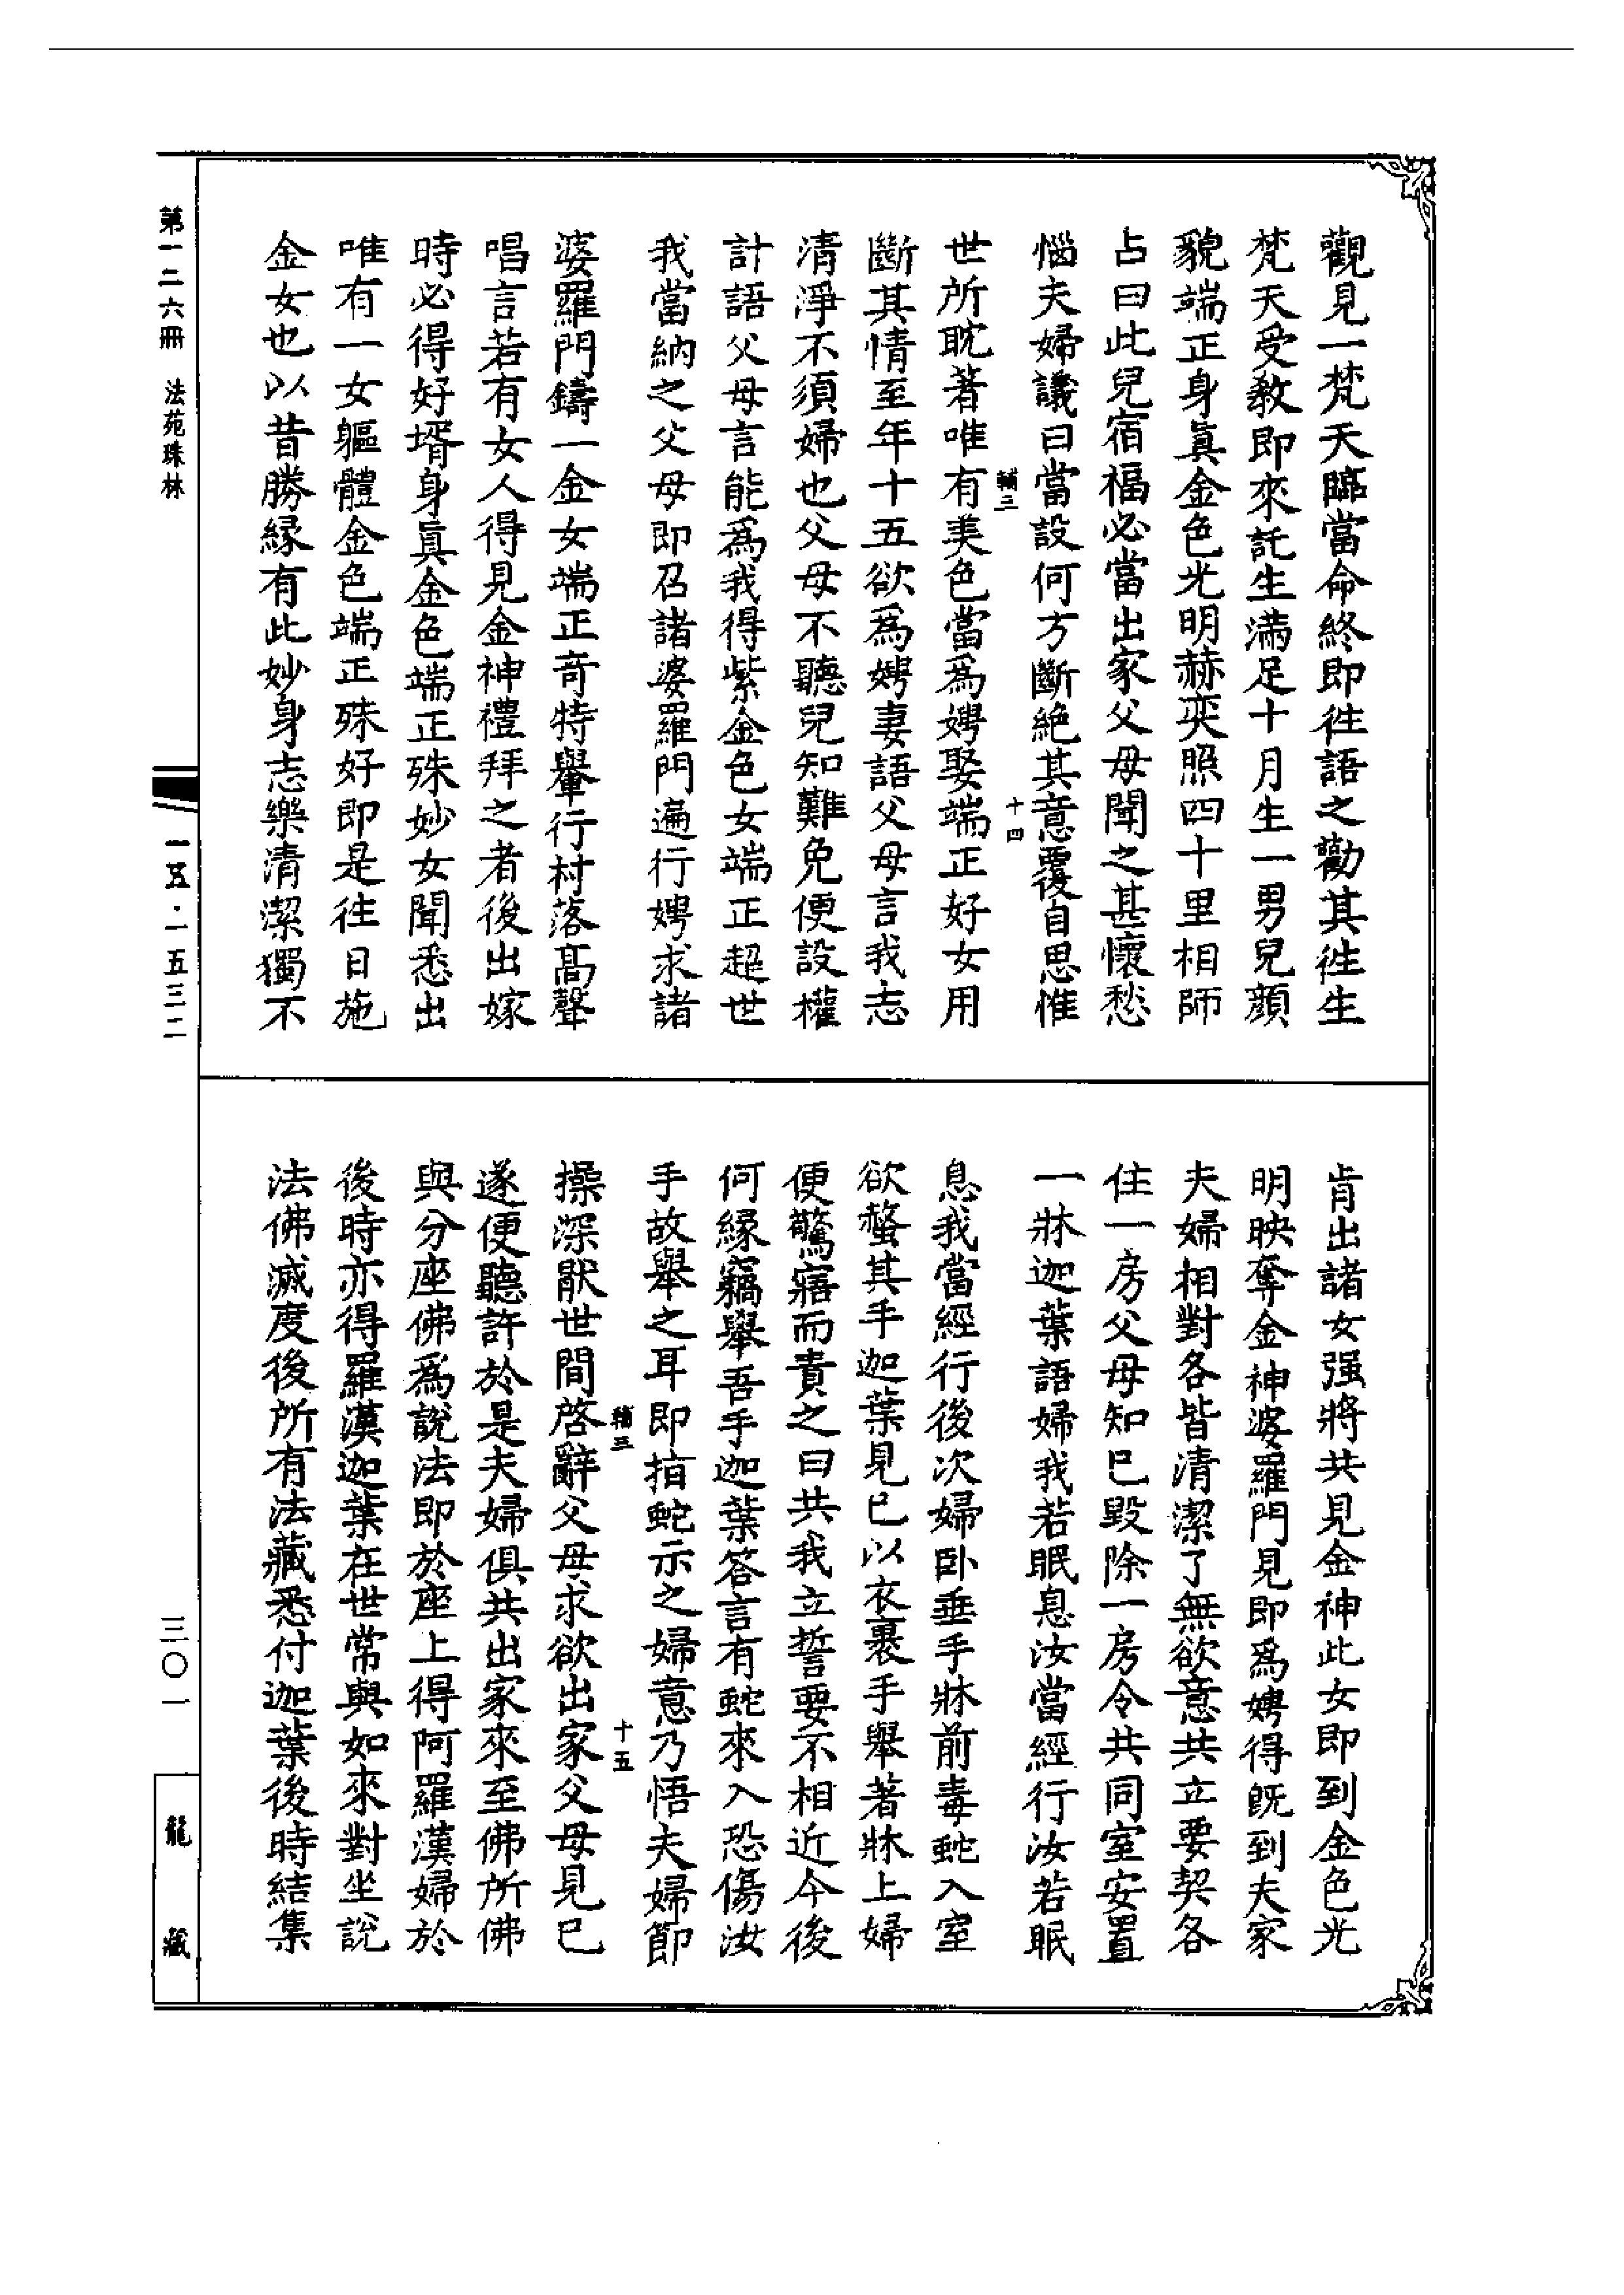 觀見一梵天臨當命終即徃語之勸其徃生
梵天受教即來託生滿足十月生一男兒顔
貌端正身眞金色光明赫奕照四十里相師
占曰此兒宿福必當出家父母聞之甚懷愁
惱夫婦議曰當設何方斷絶其意覆自思惟
輔三
十四
世所耽著唯有美色當爲娉娶端正好女用
斷其情至年十五欲爲娉妻語父母言我志
清淨不須婦也父母不聽兒知難免便設權
計語父母言能爲我得紫金色女端正超世
我當納之父母即召諸婆羅門遍行娉求諸
婆羅門鑄一金女端正竒特轝行村落髙聲
唱言若有女人得見金神禮拜之者後出嫁
時必得好壻身眞金色端正殊妙女聞悉出
唯有一女軀體金色端正殊好即是徃日施
金女也以昔勝緣有此妙身志樂清潔獨不
肯出諸女强將共見金神此女即到金色光
明映奪金神婆羅門見即爲娉得旣到夫家
夫婦相對各皆清潔了無欲意共立要契各
住一房父母知巳毀除一房令共同室安置
一牀迦葉語婦我若眠息汝當經行汝若眠
息我當經行後次婦卧垂手牀前毒蛇入室
欲螫其手迦葉見巳以衣裹手舉著牀上婦
便驚寤而責之曰共我立誓要不相近今後
何緣竊舉吾手迦葉答言有蛇來入恐傷汝
手故舉之耳即指蛇示之婦意乃悟夫婦節
輔三
十五
操深猒世間啓辭父母求欲出家父母見巳
遂便聽許於是夫婦俱共出家來至佛所佛
與分座佛爲說法即於座上得阿羅漢婦於
後時亦得羅漢迦葉在世常與如來對坐說
法佛滅度後所有法藏悉付迦葉後時結集
第一二六冊 法苑珠林
一五·一五三二
三〇一
龍藏